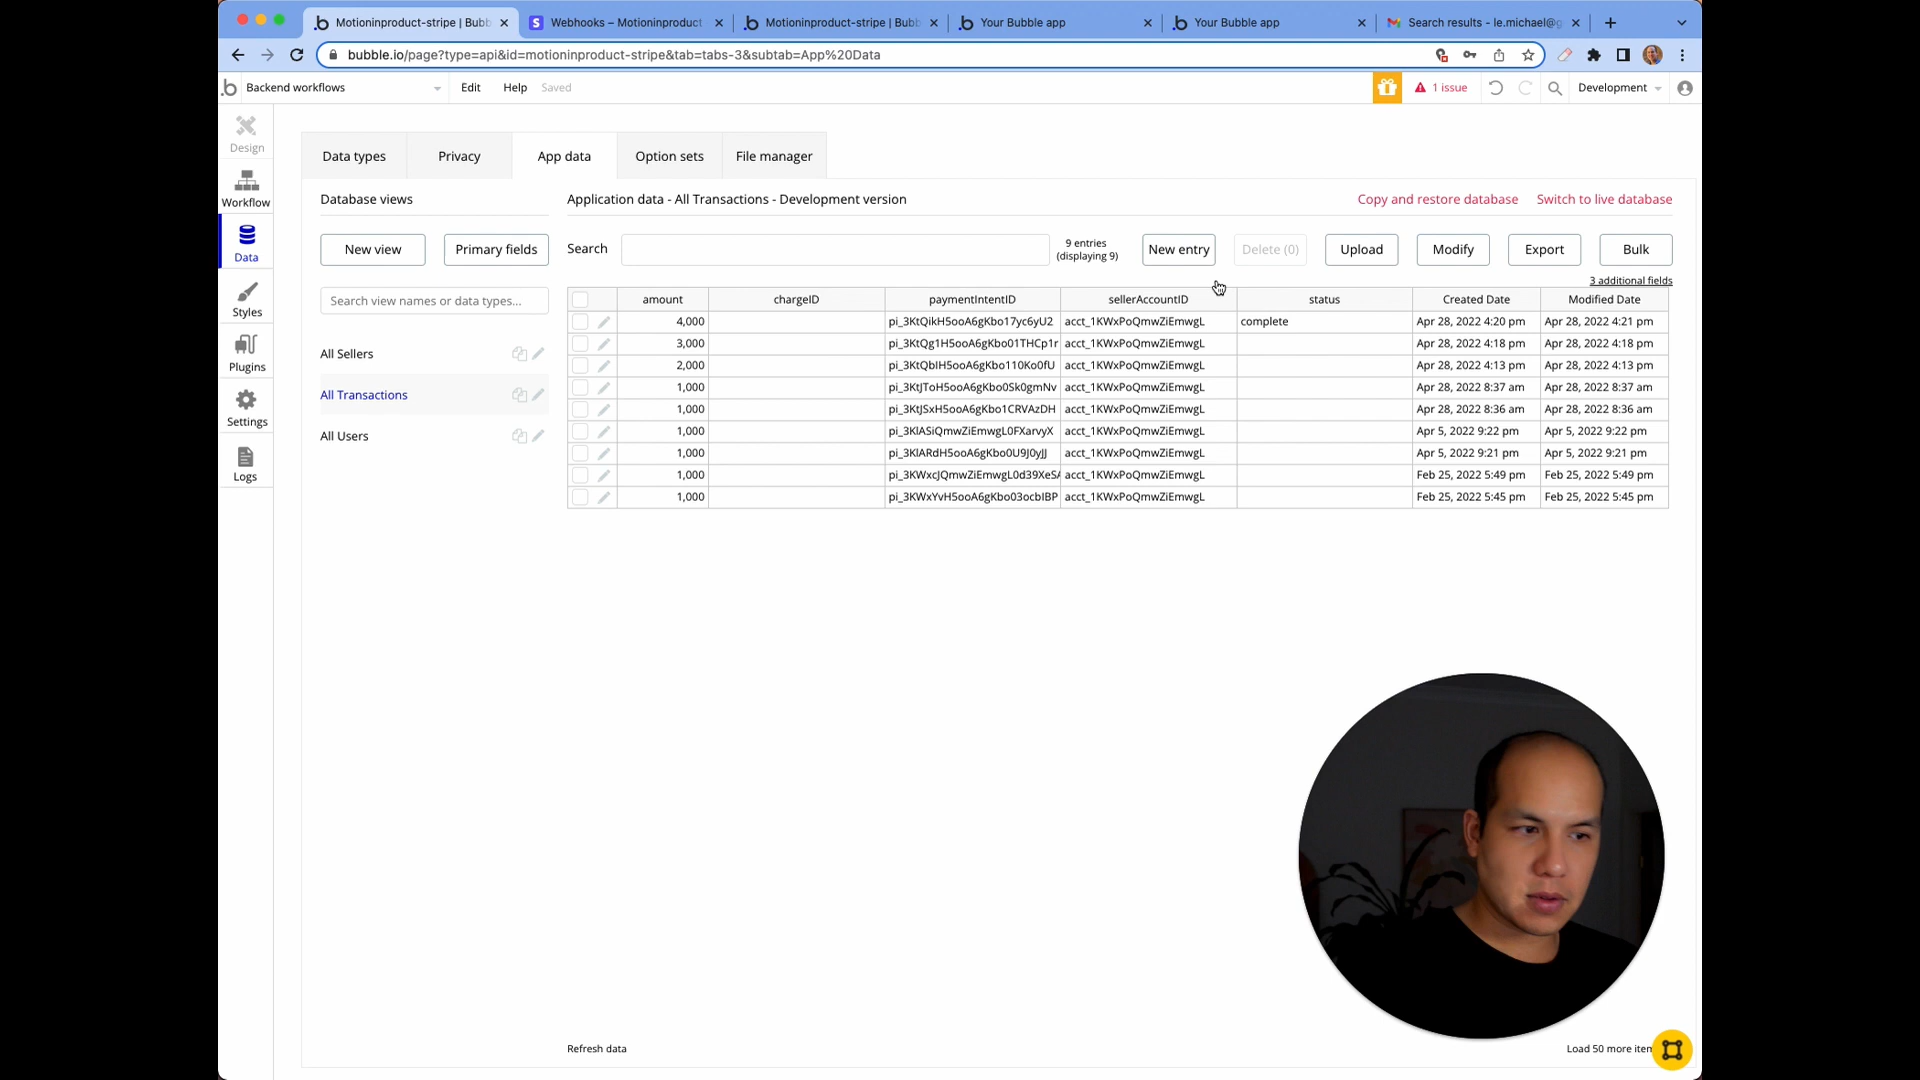 Motioninproduct-stripe | Bubb
Webhooks – Motioninproduct
Motioninproduct-stripe | Bubb
Your Bubble app
Your Bubble app
Search results - le.michael@g
bubble.io/page?type=api&id=motioninproduct-stripe&tab=tabs-3&subtab=App%20Data
Backend workflows
Edit
Help
Saved
1 issue
Development
Design
Workflow
Data
Styles
Plugins
Settings
Logs
Data types
Privacy
App data
Option sets
File manager
Database views
Application data - All Transactions - Development version
Copy and restore database
Switch to live database
New view
Primary fields
Search
9 entries
(displaying 9)
New entry
Delete (0)
Upload
Modify
Export
Bulk
3 additional fields
Search view names or data types...
All Sellers
All Transactions
All Users
amount chargeID paymentIntentID sellerAccountID status Created Date Modified Date
4,000 pi_3KtQikH5ooA6gKbo17yc6yU2 acct_1KWxPoQmwZiEmwgL complete Apr 28, 2022 4:20 pm Apr 28, 2022 4:21 pm
3,000 pi_3KtQg1H5ooA6gKbo01THCp1r acct_1KWxPoQmwZiEmwgL Apr 28, 2022 4:18 pm Apr 28, 2022 4:18 pm
2,000 pi_3KtQbIH5ooA6gKbo110Ko0fU acct_1KWxPoQmwZiEmwgL Apr 28, 2022 4:13 pm Apr 28, 2022 4:13 pm
1,000 pi_3KtJToH5ooA6gKbo0Sk0gmNv acct_1KWxPoQmwZiEmwgL Apr 28, 2022 8:37 am Apr 28, 2022 8:37 am
1,000 pi_3KtJSxH5ooA6gKbo1CRVAzDH acct_1KWxPoQmwZiEmwgL Apr 28, 2022 8:36 am Apr 28, 2022 8:36 am
1,000 pi_3KlASiQmwZiEmwgL0FXarvyX acct_1KWxPoQmwZiEmwgL Apr 5, 2022 9:22 pm Apr 5, 2022 9:22 pm
1,000 pi_3KlARdH5ooA6gKbo0U9J0yJJ acct_1KWxPoQmwZiEmwgL Apr 5, 2022 9:21 pm Apr 5, 2022 9:21 pm
1,000 pi_3KWxcJQmwZiEmwgL0d39XeSA acct_1KWxPoQmwZiEmwgL Feb 25, 2022 5:49 pm Feb 25, 2022 5:49 pm
1,000 pi_3KWxYvH5ooA6gKbo03ocbIBP acct_1KWxPoQmwZiEmwgL Feb 25, 2022 5:45 pm Feb 25, 2022 5:45 pm
Refresh data
Load 50 more item